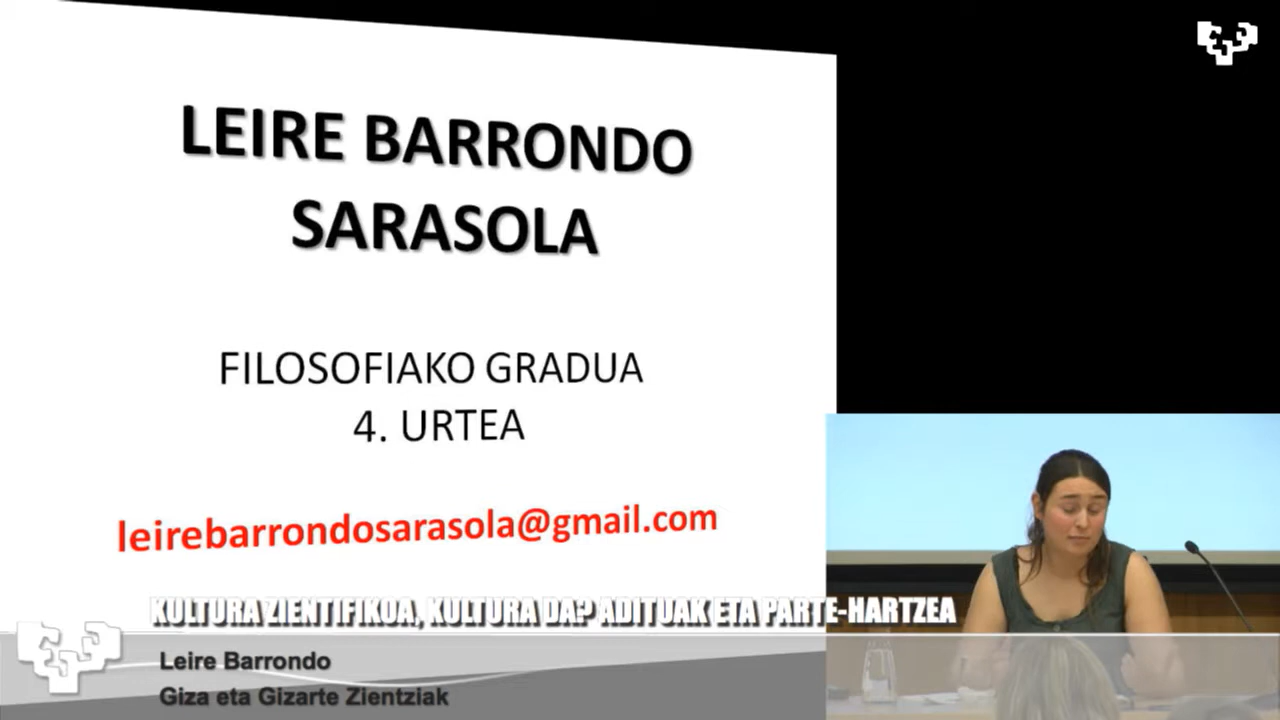 LEIRE BARRONDO
SARASOLA
FILOSOFIAKO GRADUA
4. URTEA
leirebarrondosarasola@gmail.com
KULTURA ZIENTIFIKOA, KULTURA DA? ADITUAK ETA PARTE-HARTZEA
Leire Barrondo
Giza eta Gizarte Zientziak